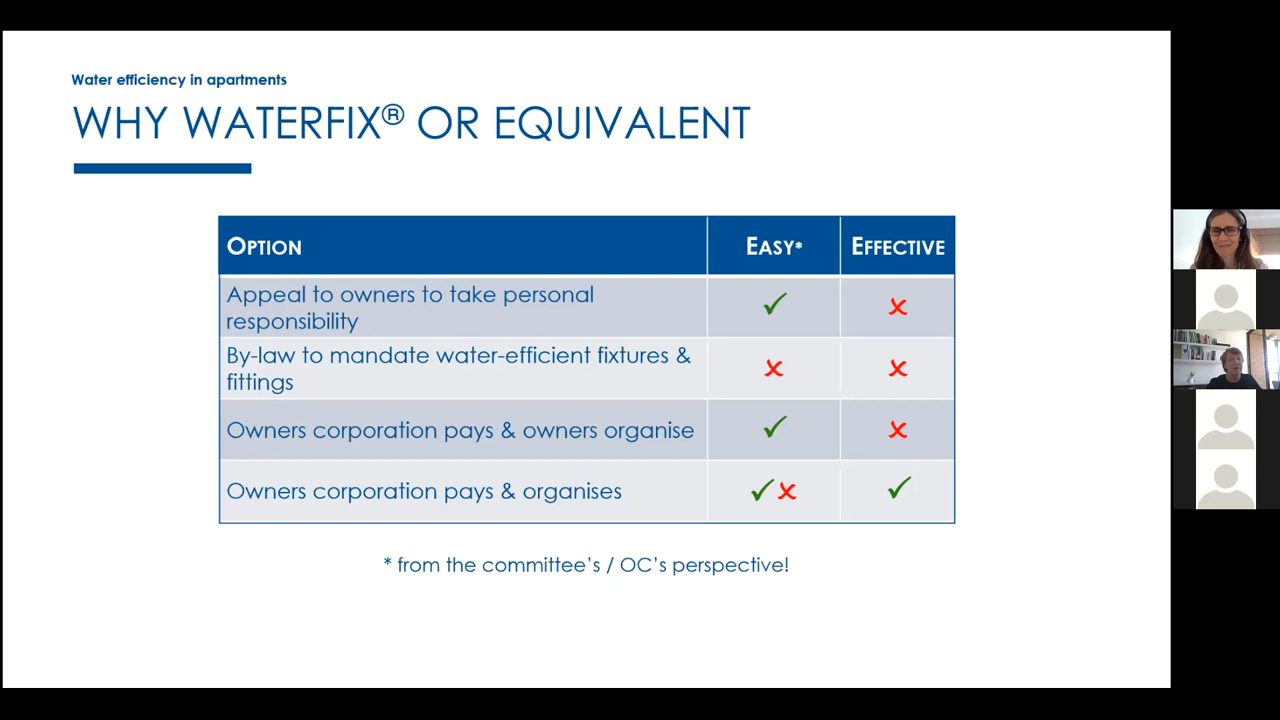 Water efficiency in apartments
WHY WATERFIX® OR EQUIVALENT
OPTION EASY* EFFECTIVE
Appeal to owners to take personal
responsibility ✓ ✗
By-law to mandate water-efficient fixtures &
fittings ✗ ✗
Owners corporation pays & owners organise ✓ ✗
Owners corporation pays & organises ✓✗ ✓
* from the committee's / OC's perspective!